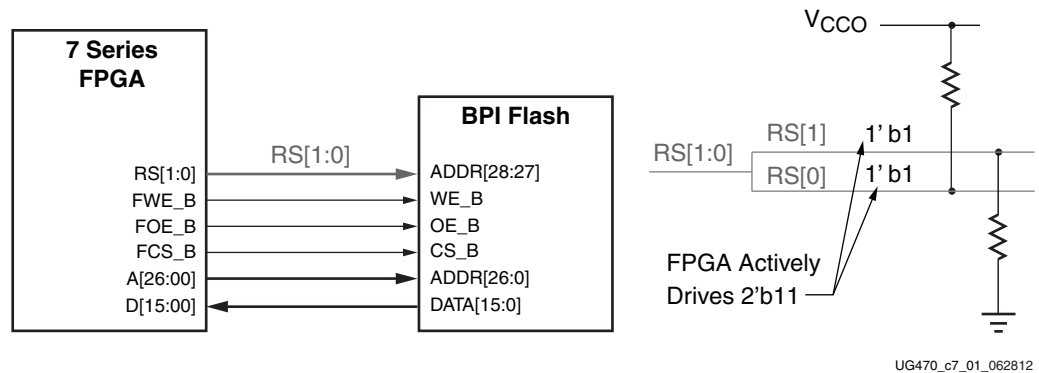 7 Series
FPGA
RS[1:0]
FWE_B
FOE_B
FCS_B
A[26:00]
D[15:00]
RS[1:0]
BPI Flash
ADDR[28:27]
WE_B
OE_B
CS_B
ADDR[26:0]
DATA[15:0]
VCCO
RS[1:0]
RS[1]
1' b1
RS[0]
1' b1
FPGA Actively
Drives 2'b11
UG470_c7_01_062812